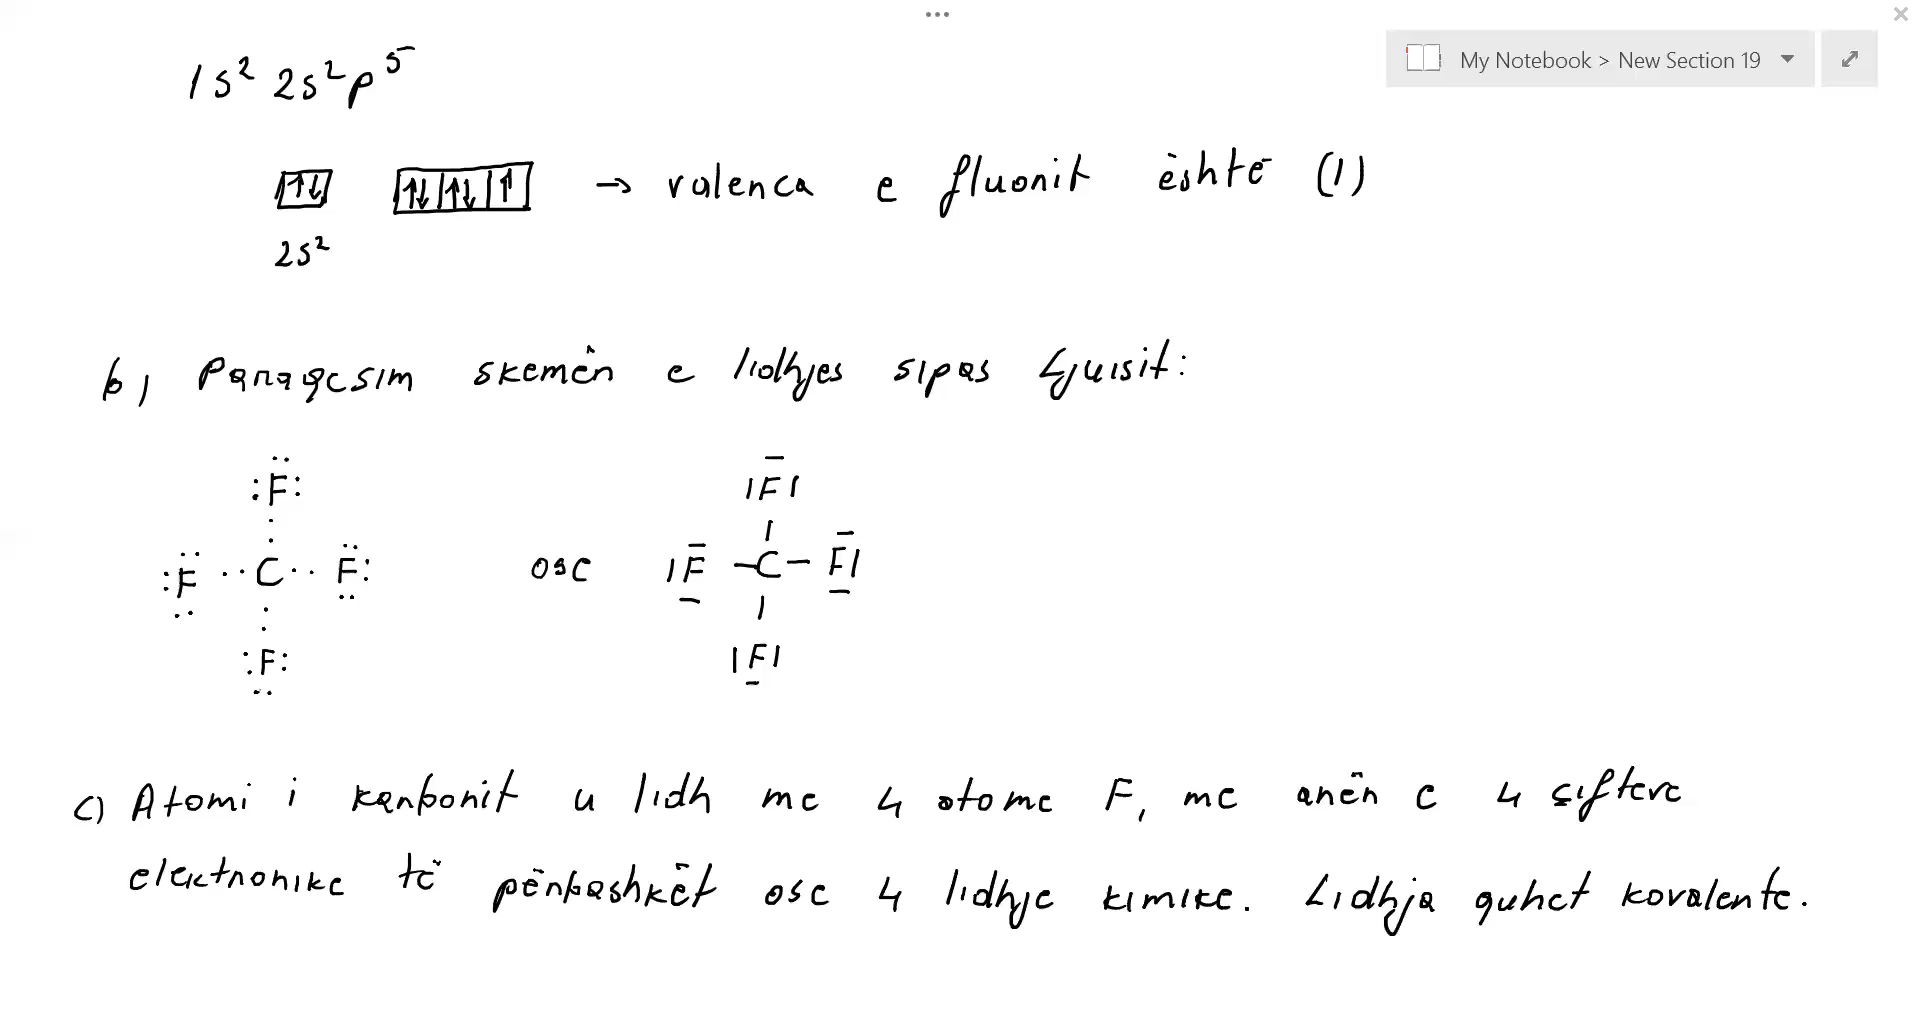 My Notebook > New Section 19
1s² 2s²p⁵
↑↓ ↑↓ ↑↓ ↑ → valenca e fluorit është (1)
2s²
b) Paraqesim skemën e lidhjes sipas Ljuisit:
:F: |F|
:F ·· C ·· F: ose |F – C – F|
:F: |F|
c) Atomi i karbonit u lidh me 4 atome F, me anën e 4 çifteve
elektronike të përbashkët ose 4 lidhje kimike. Lidhja quhet kovalente.